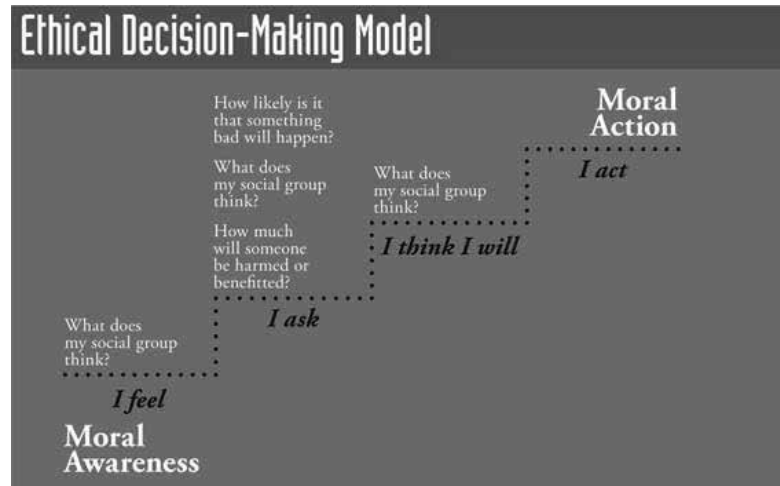 Ethical Decision-Making Model
How likely is it
that something
bad will happen?
What does
my social group
think?
How much
will someone
be harmed or
benefitted?
I ask
What does
my social group
think?
I feel
Moral
Awareness
What does
my social group
think?
I think I will
Moral
Action
I act